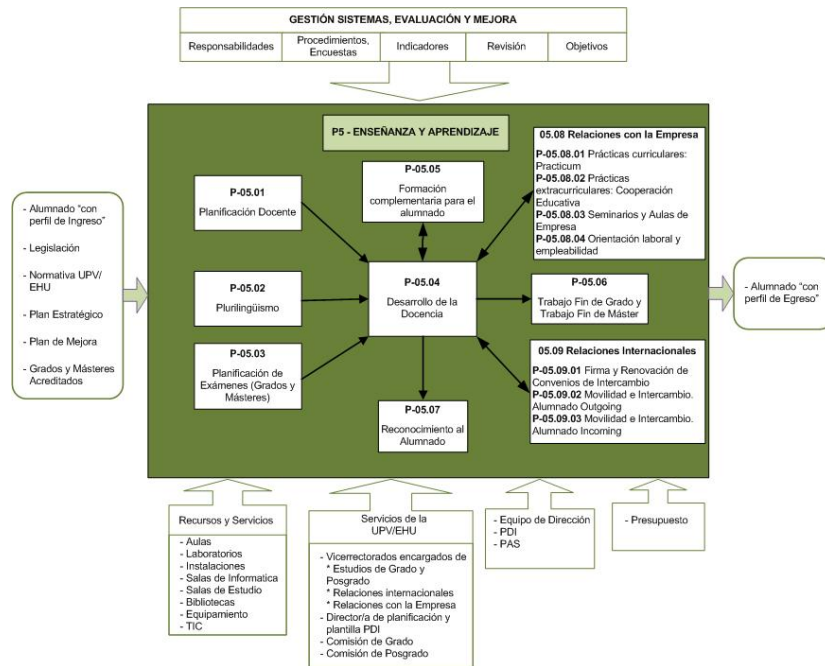 GESTIÓN SISTEMAS, EVALUACIÓN Y MEJORA
Responsabilidades
Procedimientos,
Encuestas
Indicadores
Revisión
Objetivos
P5 - ENSEÑANZA Y APRENDIZAJE
- Alumnado “con
perfil de Ingreso”
- Legislación
- Normativa UPV/
EHU
- Plan Estratégico
- Plan de Mejora
- Grados y Másteres
Acreditados
P-05.01
Planificación Docente
P-05.02
Plurilingüismo
P-05.03
Planificación de
Exámenes (Grados y
Másteres)
P-05.05
Formación
complementaria para el
alumnado
P-05.04
Desarrollo de la
Docencia
P-05.07
Reconocimiento al
Alumnado
05.08 Relaciones con la Empresa
P-05.08.01 Prácticas curriculares:
Practicum
P-05.08.02 Prácticas
extracurriculares: Cooperación
Educativa
P-05.08.03 Seminarios y Aulas de
Empresa
P-05.08.04 Orientación laboral y
empleabilidad
P-05.06
Trabajo Fin de Grado y
Trabajo Fin de Máster
05.09 Relaciones Internacionales
P-05.09.01 Firma y Renovación de
Convenios de Intercambio
P-05.09.02 Movilidad e Intercambio.
Alumnado Outgoing
P-05.09.03 Movilidad e Intercambio.
Alumnado Incoming
- Alumnado “con
perfil de Egreso”
Recursos y Servicios
- Aulas
- Laboratorios
- Instalaciones
- Salas de Informatica
- Salas de Estudio
- Bibliotecas
- Equipamiento
- TIC
Servicios de la
UPV/EHU
- Vicerrectorados encargados de
* Estudios de Grado y
Posgrado
* Relaciones internacionales
* Relaciones con la Empresa
- Director/a de planificación y
plantilla PDI
- Comisión de Grado
- Comisión de Posgrado
- Equipo de Dirección
- PDI
- PAS
- Presupuesto